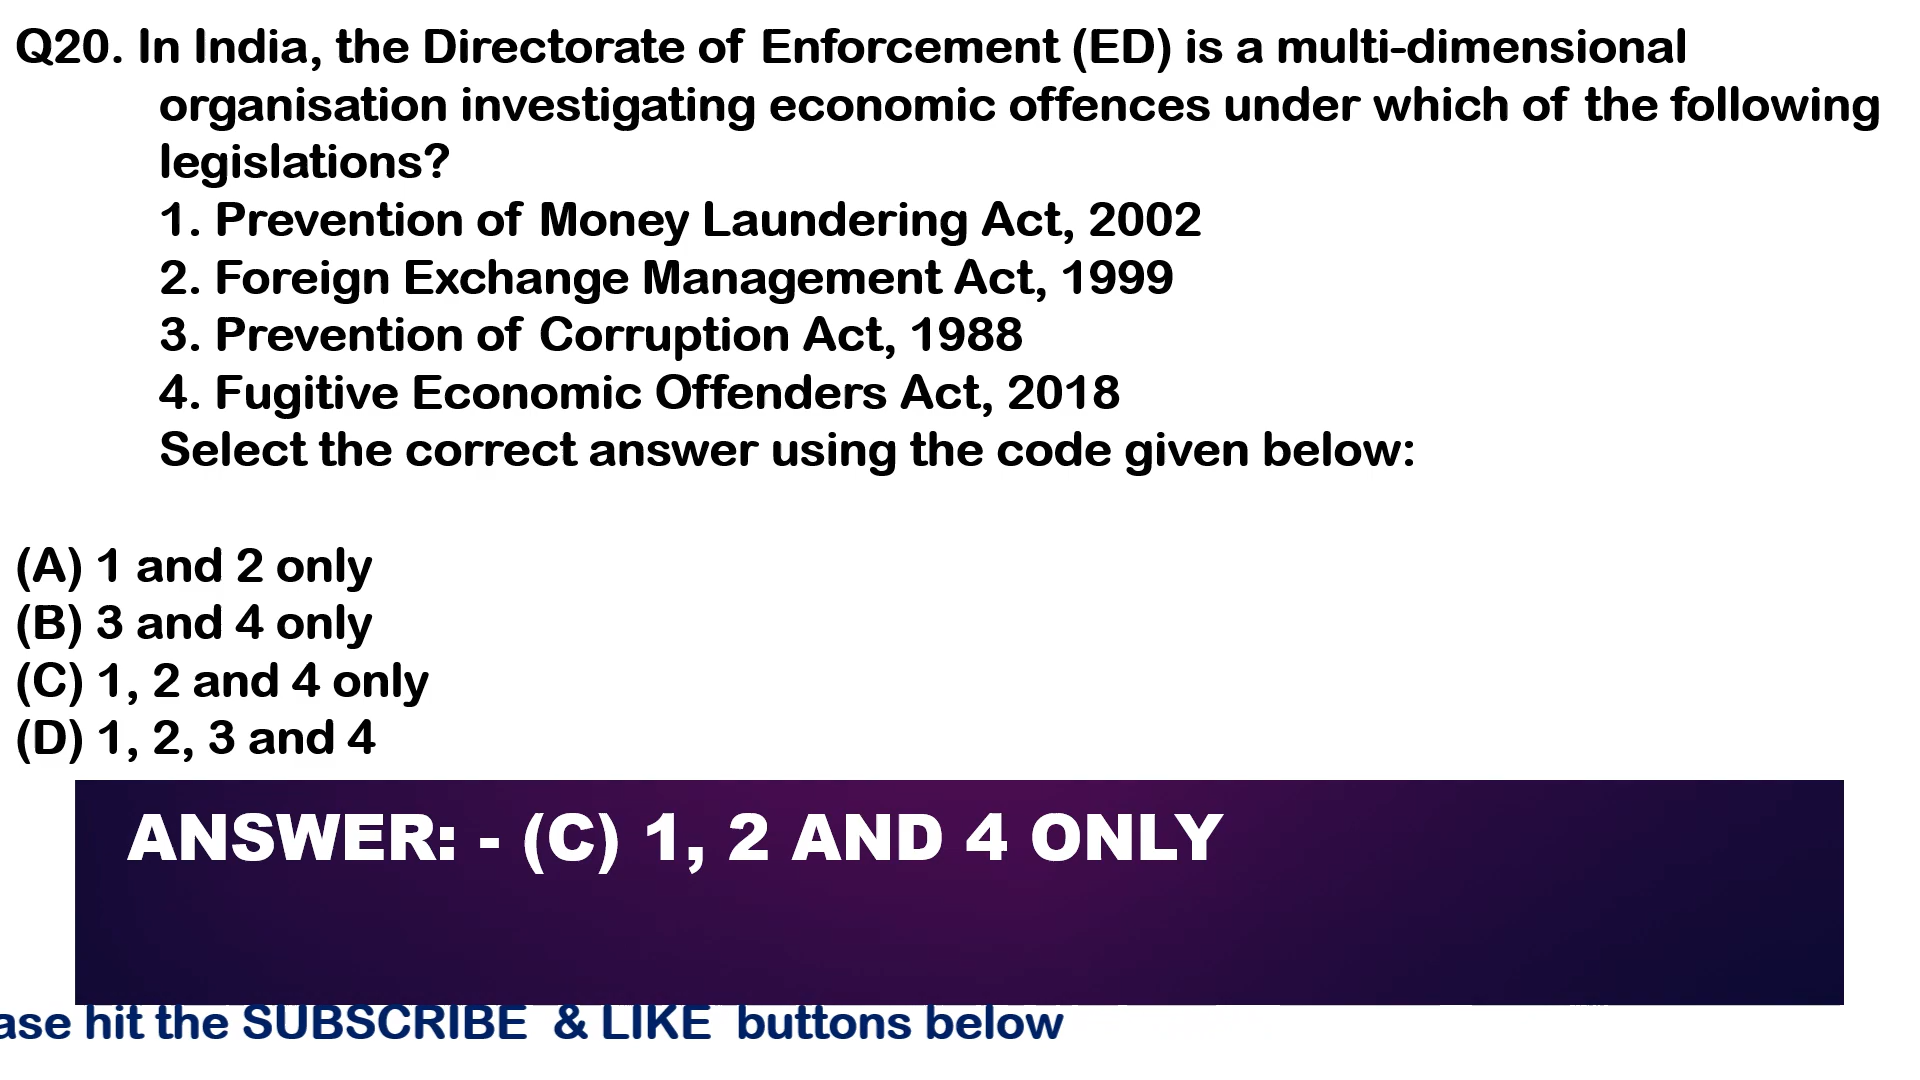 Q20. In India, the Directorate of Enforcement (ED) is a multi-dimensional
organisation investigating economic offences under which of the following
legislations?
1. Prevention of Money Laundering Act, 2002
2. Foreign Exchange Management Act, 1999
3. Prevention of Corruption Act, 1988
4. Fugitive Economic Offenders Act, 2018
Select the correct answer using the code given below:
(A) 1 and 2 only
(B) 3 and 4 only
(C) 1, 2 and 4 only
(D) 1, 2, 3 and 4
ANSWER: - (C) 1, 2 AND 4 ONLY
ase hit the SUBSCRIBE & LIKE buttons below